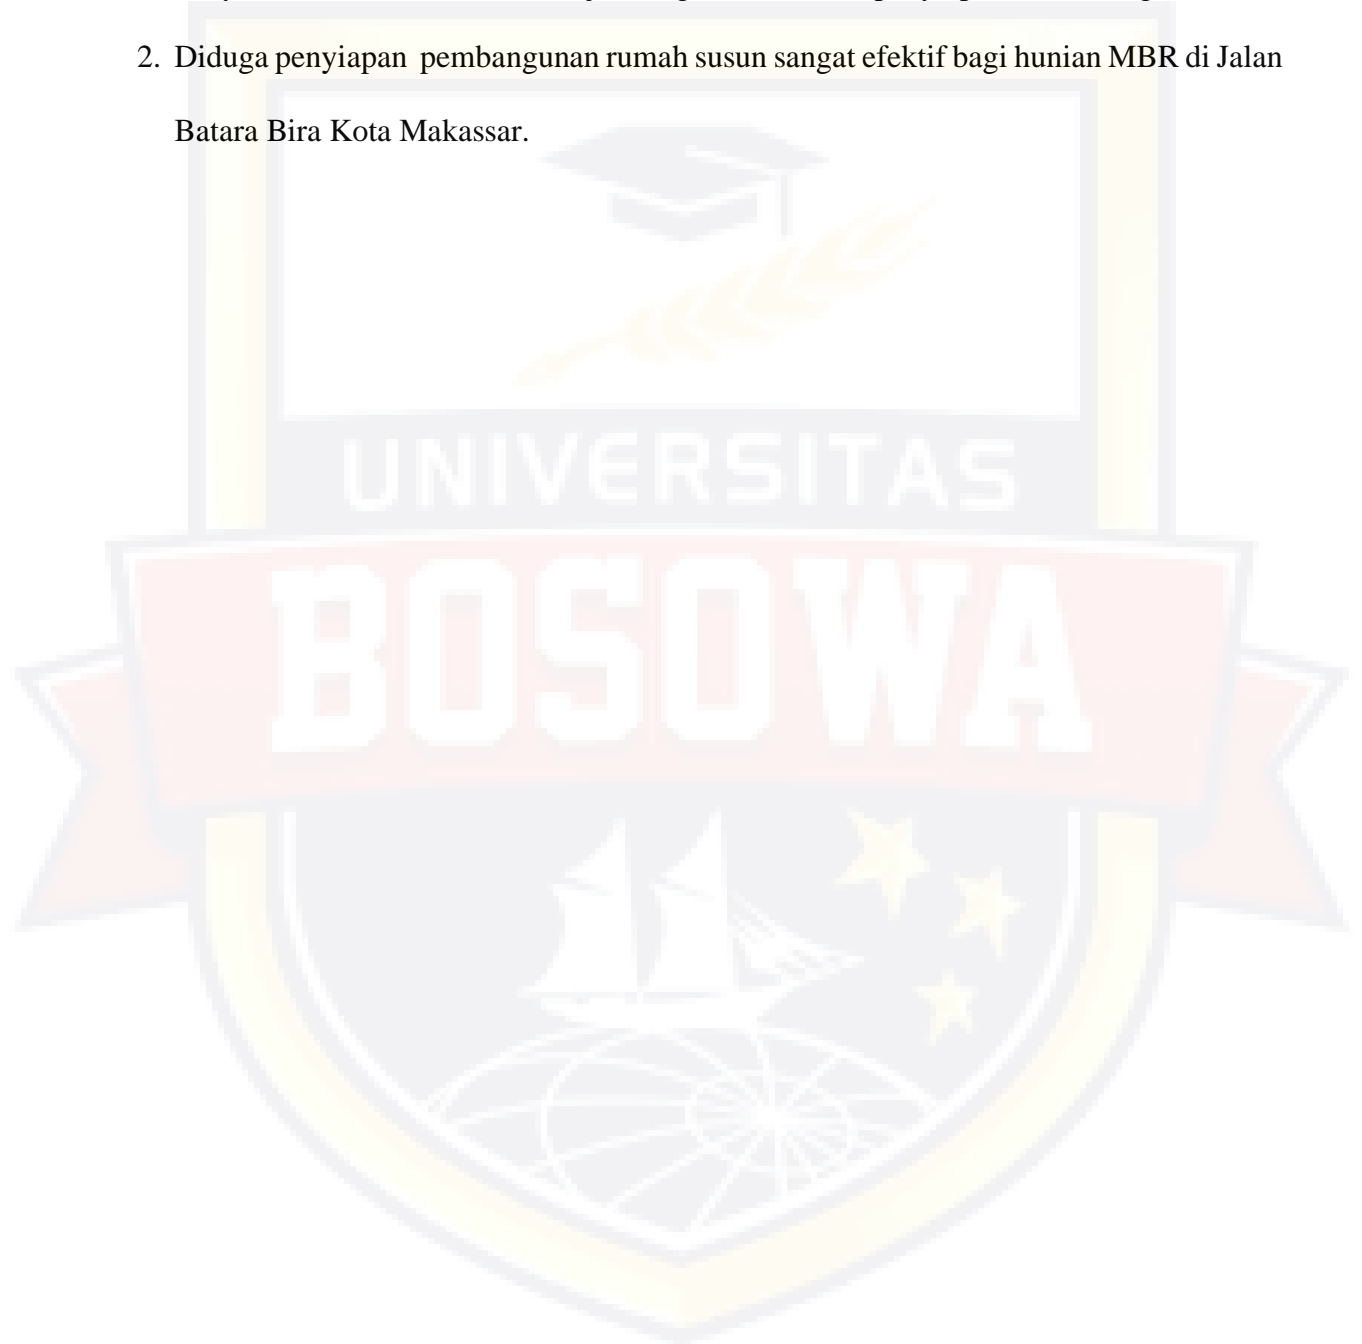 2. Diduga penyiapan pembangunan rumah susun sangat efektif bagi hunian MBR di Jalan
Batara Bira Kota Makassar.
UNIVERSITAS
BOSOWA